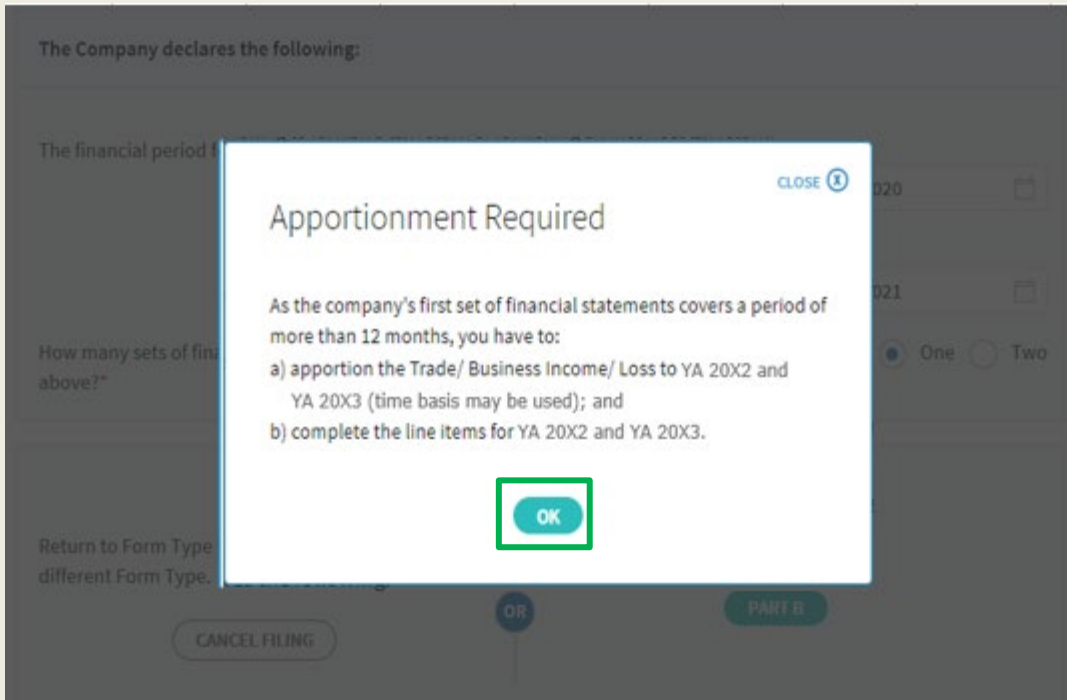 The Company declares the following:
The financial period f
CLOSE X
020
Apportionment Required
021
As the company's first set of financial statements covers a period of
more than 12 months, you have to:
How many sets of fina
above?*
One Two
a) apportion the Trade/ Business Income/ Loss to YA 20X2 and
YA 20X3 (time basis may be used); and
b) complete the line items for YA 20X2 and YA 20X3.
OK
Return to Form Type
different Form Type.
OR
PART B
CANCEL FILING